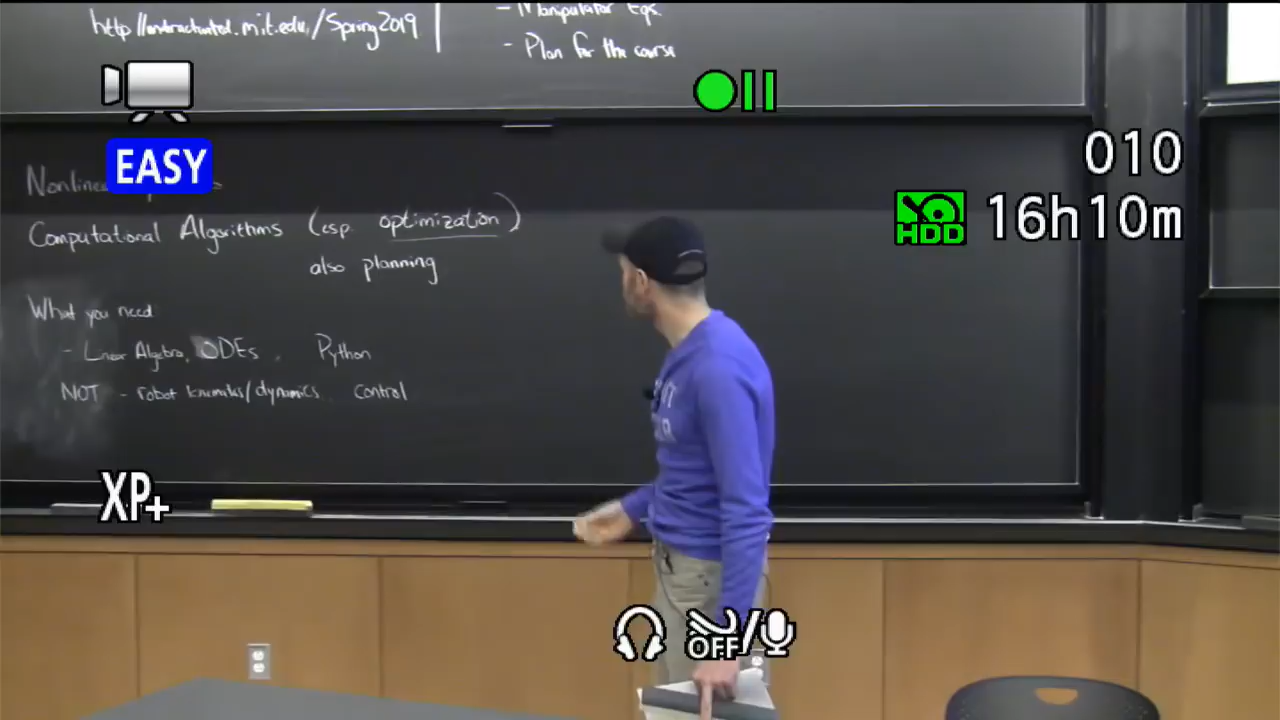 http://underactuated.mit.edu/Spring2019
- Manipulator Eqs.
- Plan for the course
EASY
010
HDD 16h10m
Computational Algorithms (esp. optimization)
also planning
What you need
- Linear Algebra, ODEs, Python
NOT - robot kinematics/dynamics, control
XP+
OFF